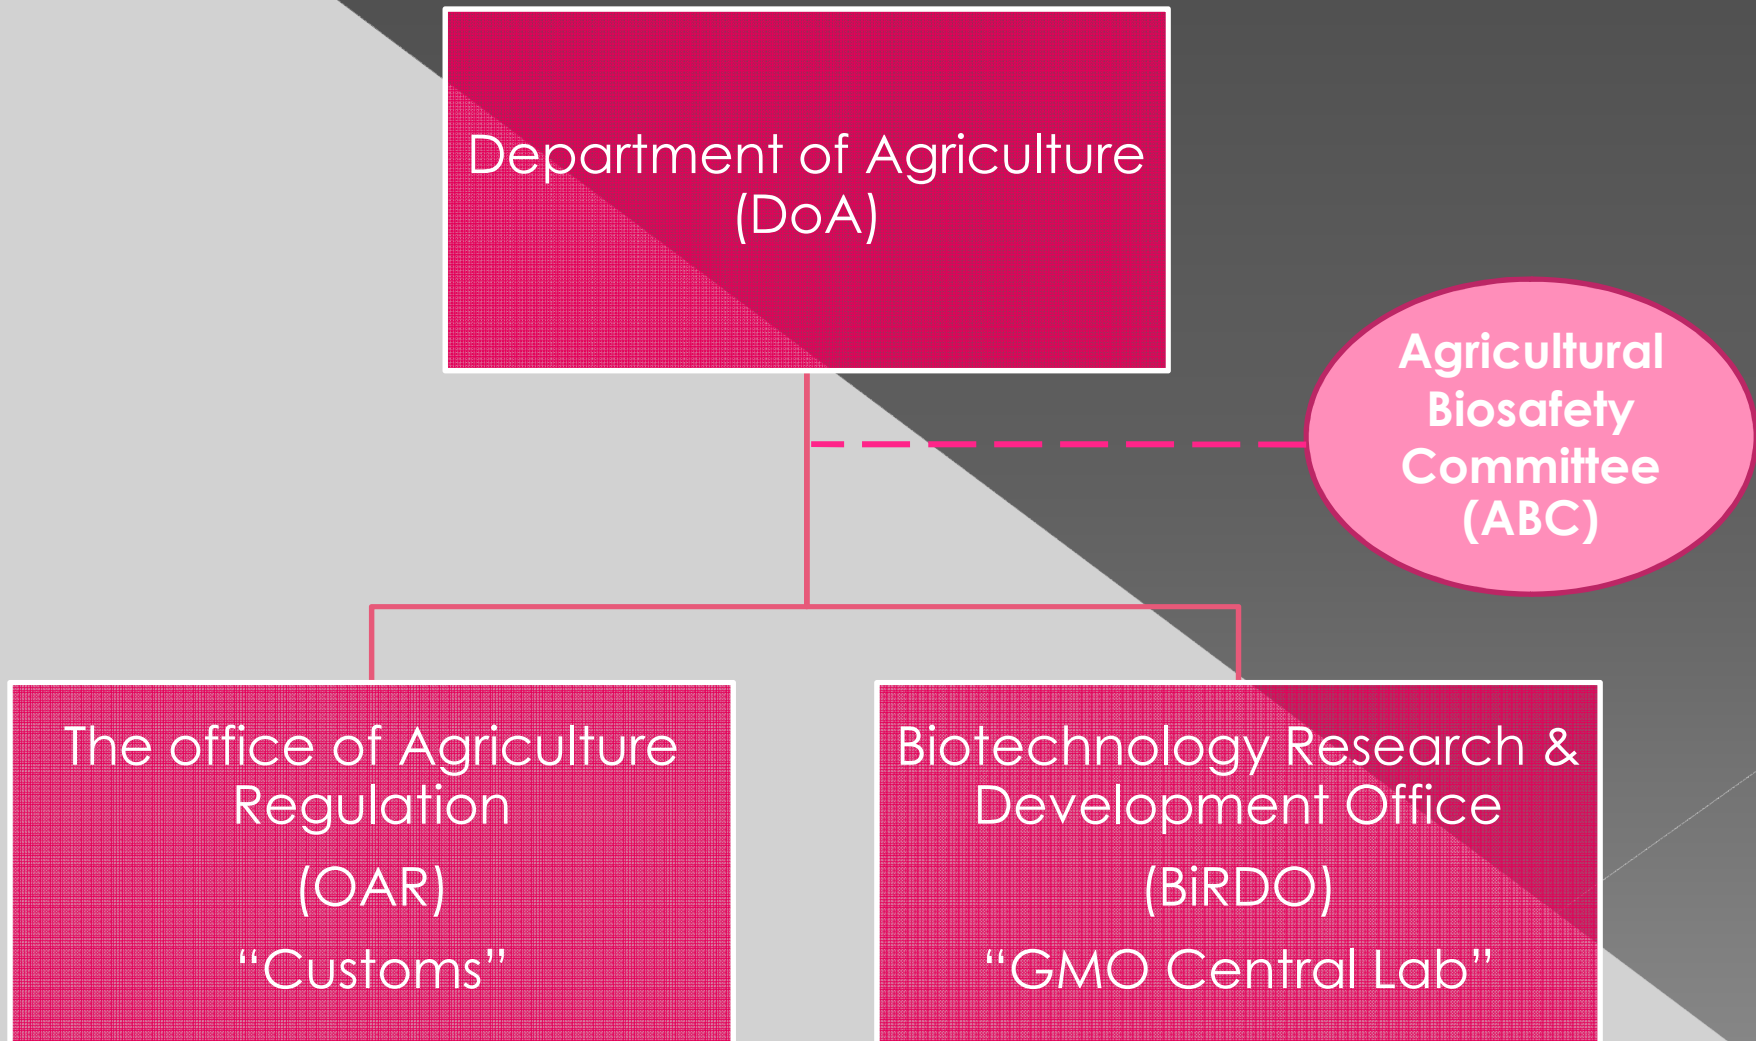 Department of Agriculture
(DoA)
Agricultural
Biosafety
Committee
(ABC)
The office of Agriculture
Regulation
(OAR)
“Customs”
Biotechnology Research &
Development Office
(BiRDO)
“GMO Central Lab”